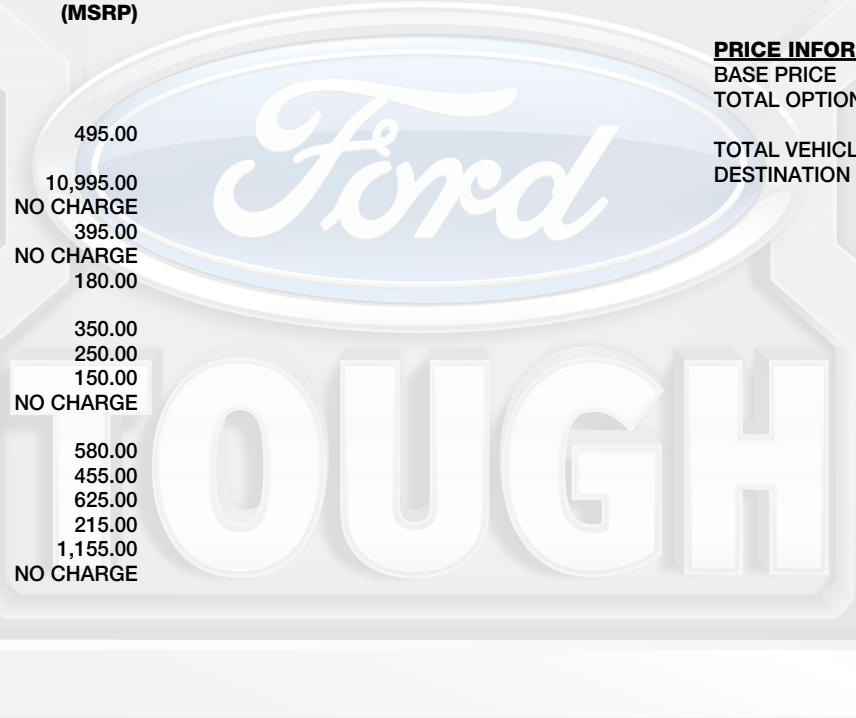 (MSRP)
495.00
10,995.00
NO CHARGE
395.00
NO CHARGE
180.00
350.00
250.00
150.00
NO CHARGE
580.00
455.00
625.00
215.00
1,155.00
NO CHARGE
PRICE INFOR
BASE PRICE
TOTAL OPTION
TOTAL VEHICL
DESTINATION
Ford
TOUGH